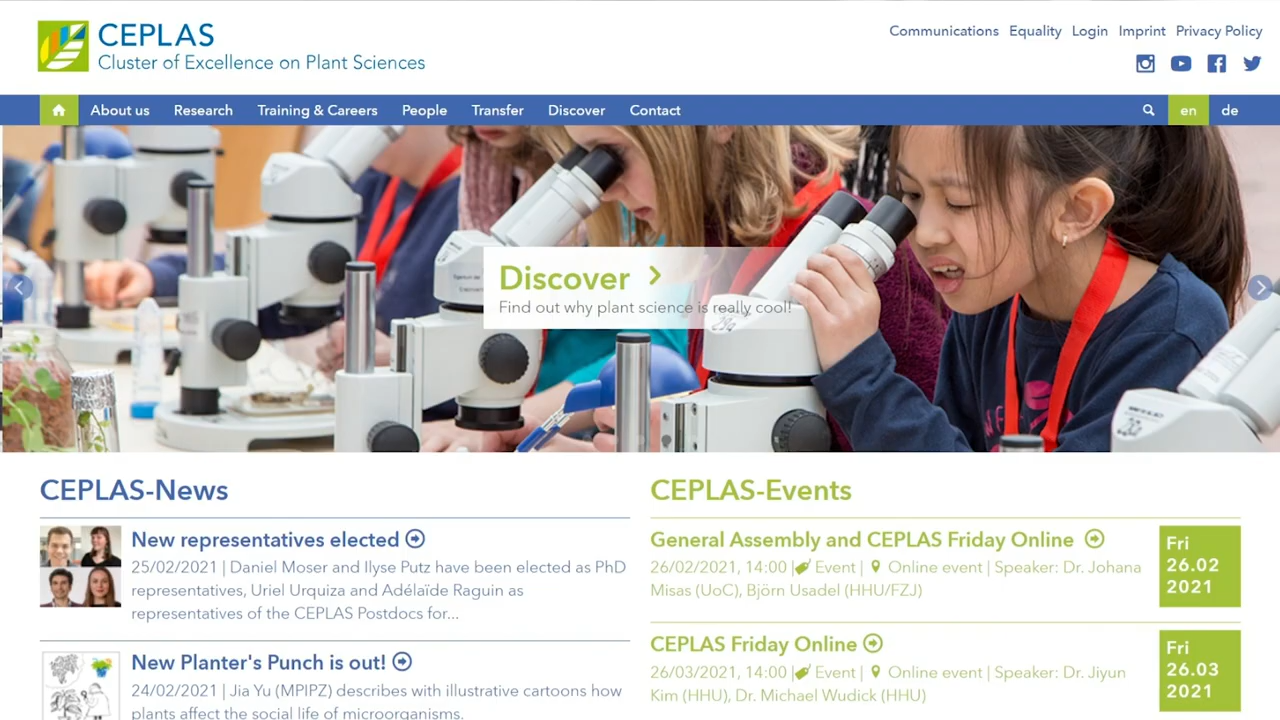 CEPLAS
Cluster of Excellence on Plant Sciences
Communications Equality Login Imprint Privacy Policy
About us Research Training & Careers People Transfer Discover Contact en de
Discover
Find out why plant science is really cool!
CEPLAS-News
New representatives elected
25/02/2021 | Daniel Moser and Ilyse Putz have been elected as PhD
representatives, Uriel Urquiza and Adélaïde Raguin as
representatives of the CEPLAS Postdocs for...
New Planter's Punch is out!
24/02/2021 | Jia Yu (MPIPZ) describes with illustrative cartoons how
plants affect the social life of microorganisms.
CEPLAS-Events
General Assembly and CEPLAS Friday Online
26/02/2021, 14:00 | Event | Online event | Speaker: Dr. Johana
Misas (UoC), Björn Usadel (HHU/FZJ)
Fri
26.02
2021
CEPLAS Friday Online
26/03/2021, 14:00 | Event | Online event | Speaker: Dr. Jiyun
Kim (HHU), Dr. Michael Wudick (HHU)
Fri
26.03
2021